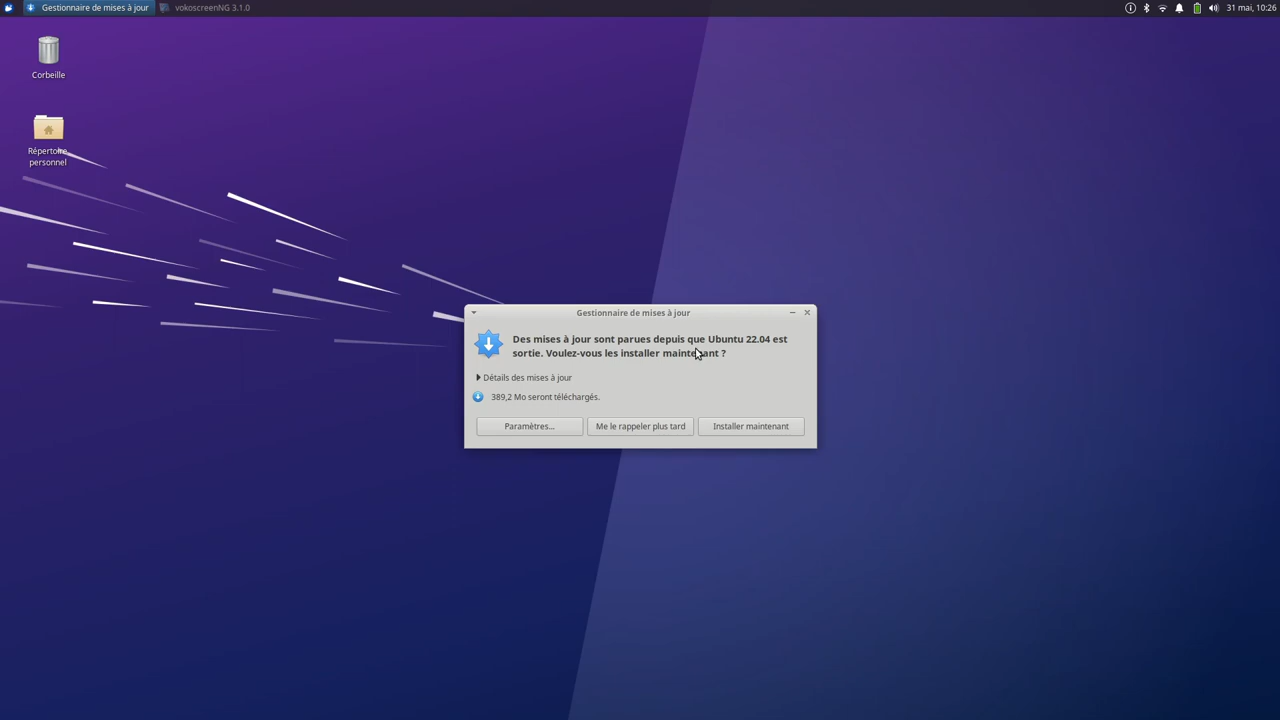 Gestionnaire de mises à jour
vokoscreenNG 3.1.0
31 mai, 10:26
Corbeille
Répertoire
personnel
Gestionnaire de mises à jour
Des mises à jour sont parues depuis que Ubuntu 22.04 est
sortie. Voulez-vous les installer maintenant ?
Détails des mises à jour
389,2 Mo seront téléchargés.
Paramètres...
Me le rappeler plus tard
Installer maintenant